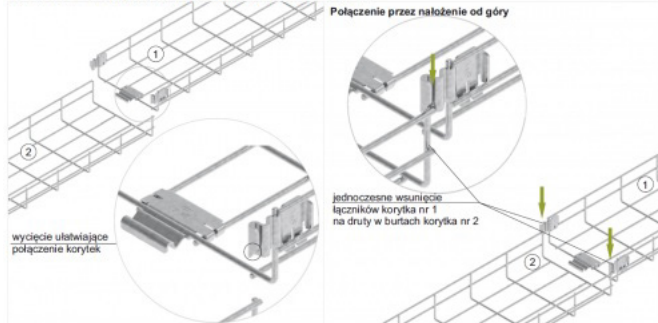 Połączenie przez nałożenie od góry
1
2
wycięcie ułatwiające
połączenie korytek
jednoczesne wsunięcie
łączników korytka nr 1
na druty w burtach korytka nr 2
1
2